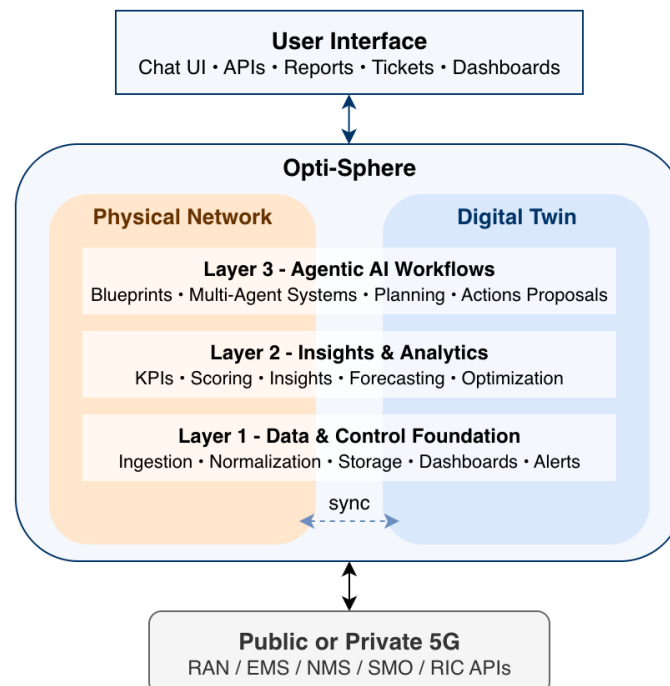 User Interface
Chat UI • APIs • Reports • Tickets • Dashboards
Opti-Sphere
Physical Network
Digital Twin
Layer 3 - Agentic AI Workflows
Blueprints • Multi-Agent Systems • Planning • Actions Proposals
Layer 2 - Insights & Analytics
KPIs • Scoring • Insights • Forecasting • Optimization
Layer 1 - Data & Control Foundation
Ingestion • Normalization • Storage • Dashboards • Alerts
sync
Public or Private 5G
RAN / EMS / NMS / SMO / RIC APIs